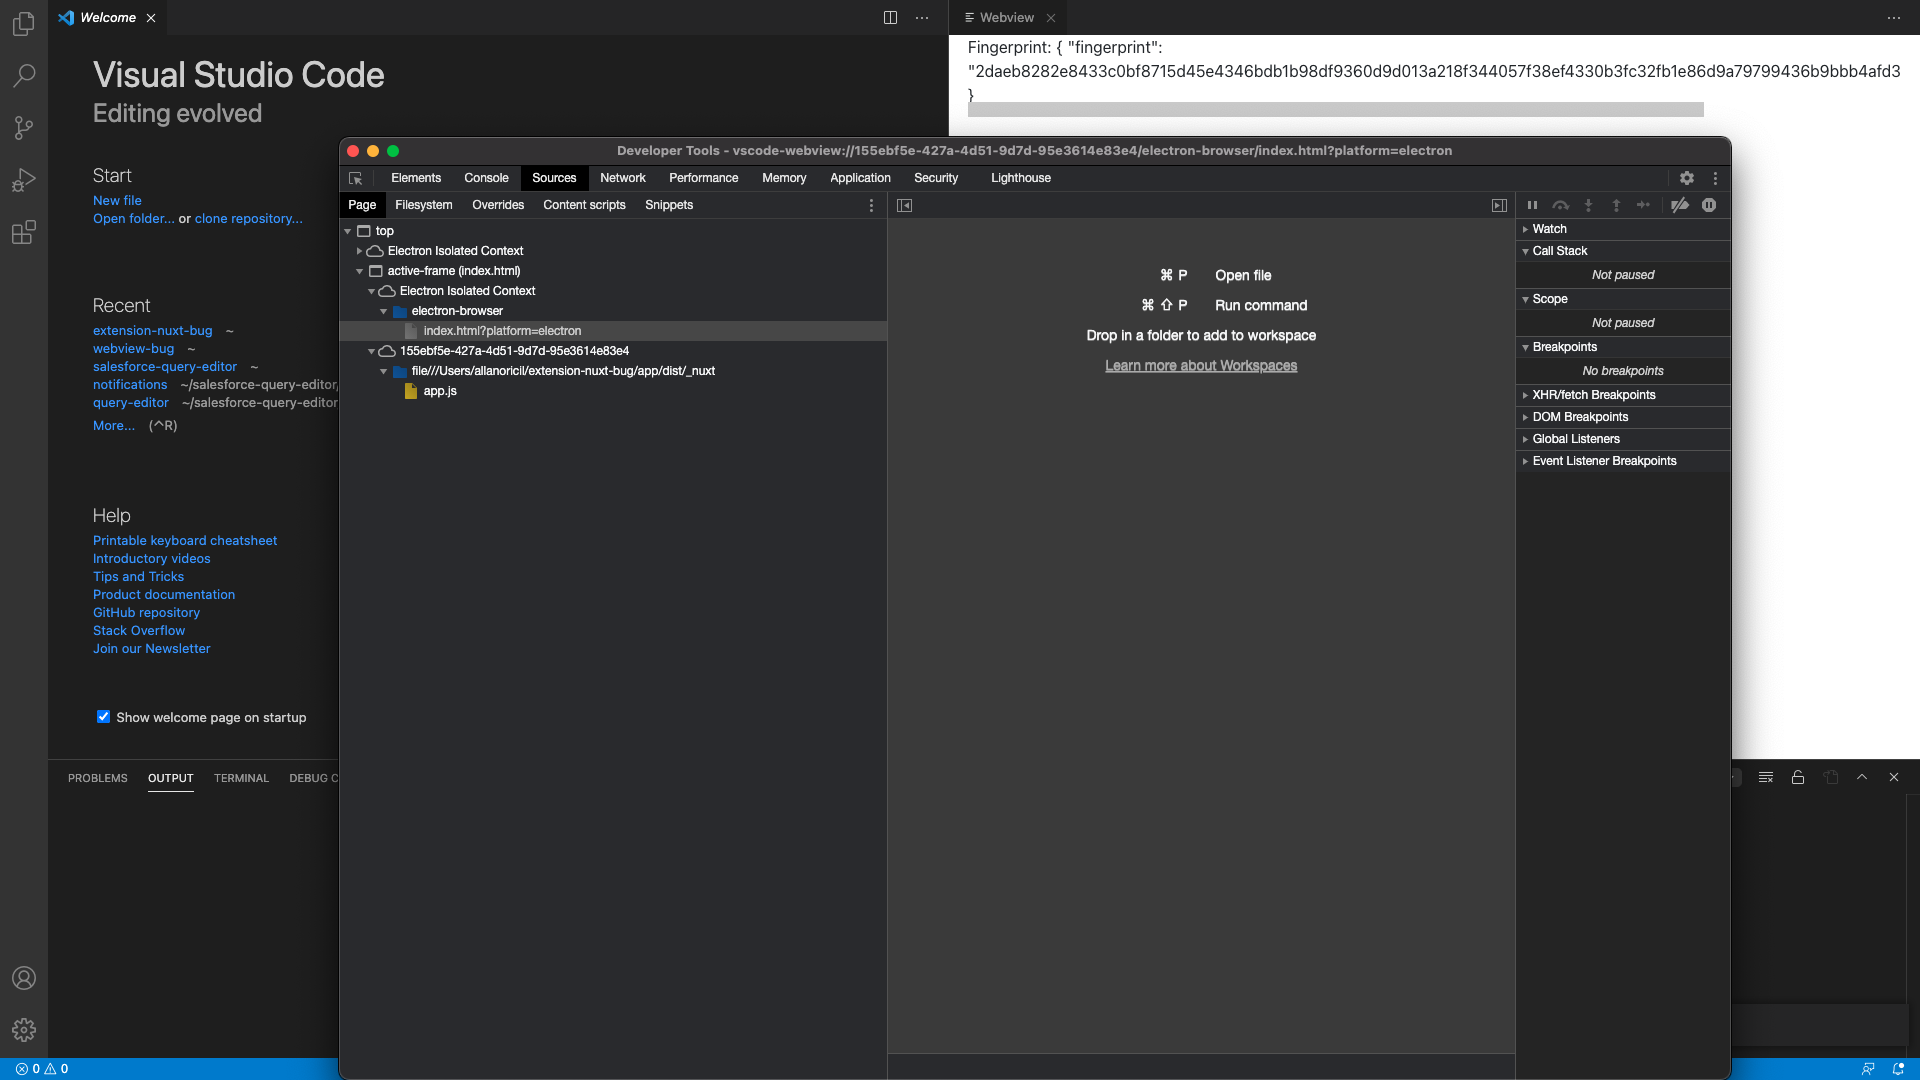 Welcome
Webview
Fingerprint: { "fingerprint":
"2daeb8282e8433c0bf8715d45e4346bdb1b98df9360d9d013a218f344057f38ef4330b3fc32fb1e86d9a79799436b9bbb4afd3
}
Visual Studio Code
Editing evolved
Start
New file
Open folder... or clone repository...
Recent
extension-nuxt-bug ~
webview-bug ~
salesforce-query-editor ~
notifications ~/salesforce-query-editor/
query-editor ~/salesforce-query-editor
More... (^R)
Help
Printable keyboard cheatsheet
Introductory videos
Tips and Tricks
Product documentation
GitHub repository
Stack Overflow
Join our Newsletter
Show welcome page on startup
PROBLEMS OUTPUT TERMINAL DEBUG C
0 0
Developer Tools - vscode-webview://155ebf5e-427a-4d51-9d7d-95e3614e83e4/electron-browser/index.html?platform=electron
Elements Console Sources Network Performance Memory Application Security Lighthouse
Page Filesystem Overrides Content scripts Snippets
top
Electron Isolated Context
active-frame (index.html)
Electron Isolated Context
electron-browser
index.html?platform=electron
155ebf5e-427a-4d51-9d7d-95e3614e83e4
file///Users/allanoricil/extension-nuxt-bug/app/dist/_nuxt
app.js
⌘ P Open file
⌘ ⇧ P Run command
Drop in a folder to add to workspace
Learn more about Workspaces
Watch
Call Stack
Not paused
Scope
Not paused
Breakpoints
No breakpoints
XHR/fetch Breakpoints
DOM Breakpoints
Global Listeners
Event Listener Breakpoints